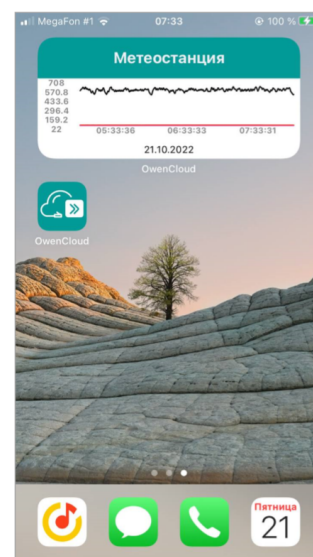 MegaFon #1 07:33 100 %
Метеостанция
708
570.8
433.6
296.4
159.2
22
05:33:36 06:33:33 07:33:31
21.10.2022
OwenCloud
OwenCloud
Пятница
21